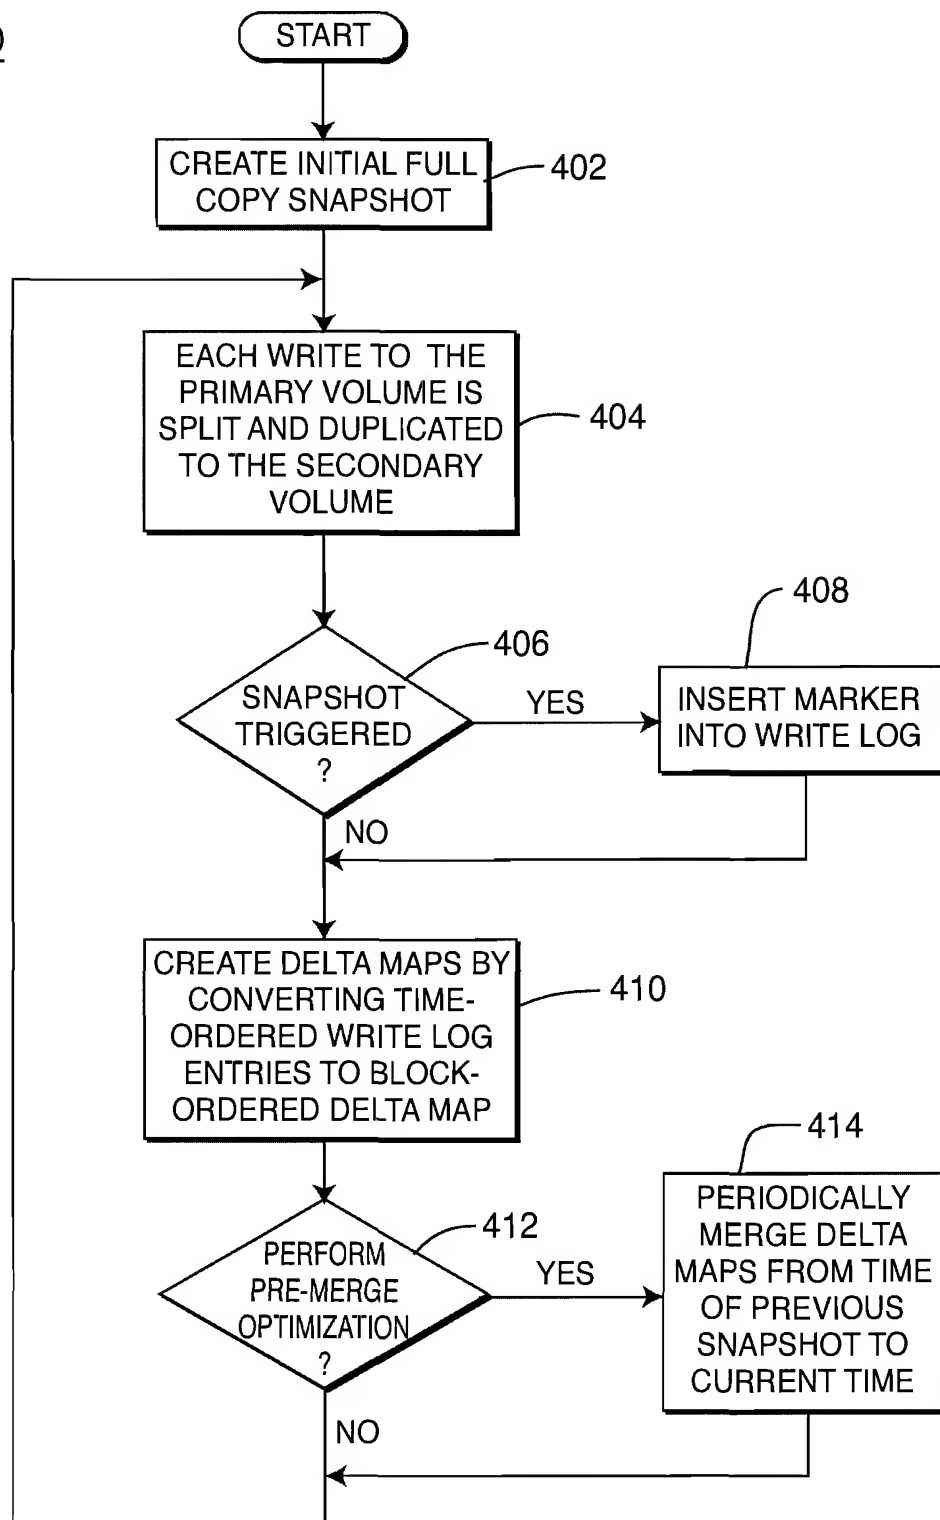 START
CREATE INITIAL FULL
COPY SNAPSHOT
402
EACH WRITE TO THE
PRIMARY VOLUME IS
SPLIT AND DUPLICATED
TO THE SECONDARY
VOLUME
404
408
406
SNAPSHOT
TRIGGERED
?
YES
INSERT MARKER
INTO WRITE LOG
NO
CREATE DELTA MAPS BY
CONVERTING TIME-
ORDERED WRITE LOG
ENTRIES TO BLOCK-
ORDERED DELTA MAP
410
414
412
PERFORM
PRE-MERGE
OPTIMIZATION
?
YES
PERIODICALLY
MERGE DELTA
MAPS FROM TIME
OF PREVIOUS
SNAPSHOT TO
CURRENT TIME
NO